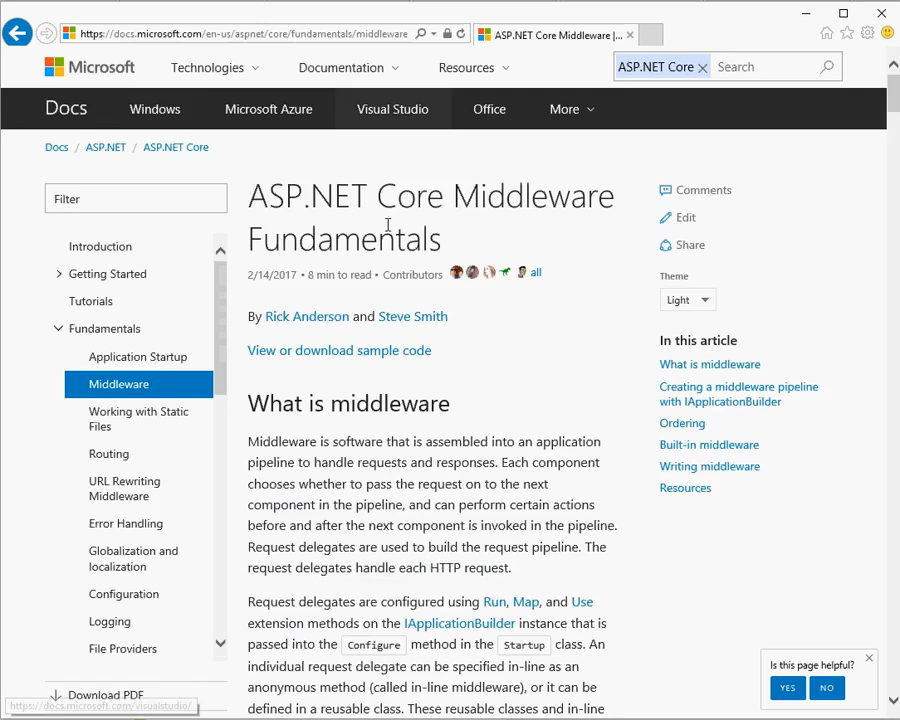 https://docs.microsoft.com/en-us/aspnet/core/fundamentals/middleware
ASP.NET Core Middleware |...
Microsoft
Technologies
Documentation
Resources
ASP.NET Core
Search
Docs
Windows
Microsoft Azure
Visual Studio
Office
More
Docs / ASP.NET / ASP.NET Core
Filter
Introduction
Getting Started
Tutorials
Fundamentals
Application Startup
Middleware
Working with Static
Files
Routing
URL Rewriting
Middleware
Error Handling
Globalization and
localization
Configuration
Logging
File Providers
Download PDF
https://docs.microsoft.com/visualstudio/
ASP.NET Core Middleware
Fundamentals
2/14/2017 • 8 min to read • Contributors all
By Rick Anderson and Steve Smith
View or download sample code
What is middleware
Middleware is software that is assembled into an application
pipeline to handle requests and responses. Each component
chooses whether to pass the request on to the next
component in the pipeline, and can perform certain actions
before and after the next component is invoked in the pipeline.
Request delegates are used to build the request pipeline. The
request delegates handle each HTTP request.
Request delegates are configured using Run, Map, and Use
extension methods on the IApplicationBuilder instance that is
passed into the Configure method in the Startup class. An
individual request delegate can be specified in-line as an
anonymous method (called in-line middleware), or it can be
defined in a reusable class. These reusable classes and in-line
Comments
Edit
Share
Theme
Light
In this article
What is middleware
Creating a middleware pipeline
with IApplicationBuilder
Ordering
Built-in middleware
Writing middleware
Resources
Is this page helpful?
YES
NO